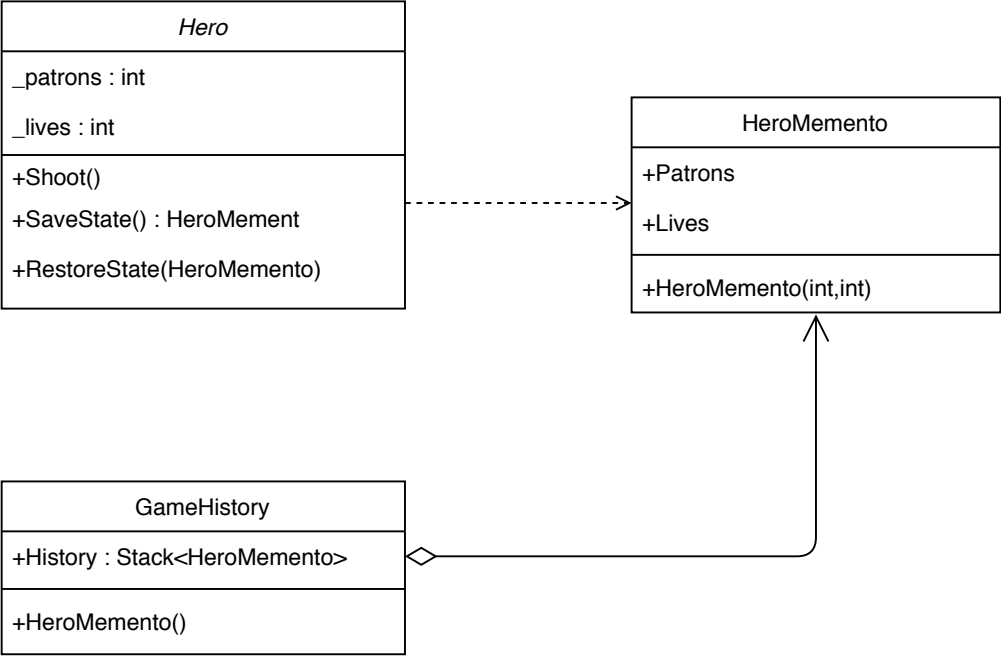 Hero
_patrons : int
_lives : int
+Shoot()
+SaveState() : HeroMement
+RestoreState(HeroMemento)
HeroMemento
+Patrons
+Lives
+HeroMemento(int,int)
GameHistory
+History : Stack<HeroMemento>
+HeroMemento()